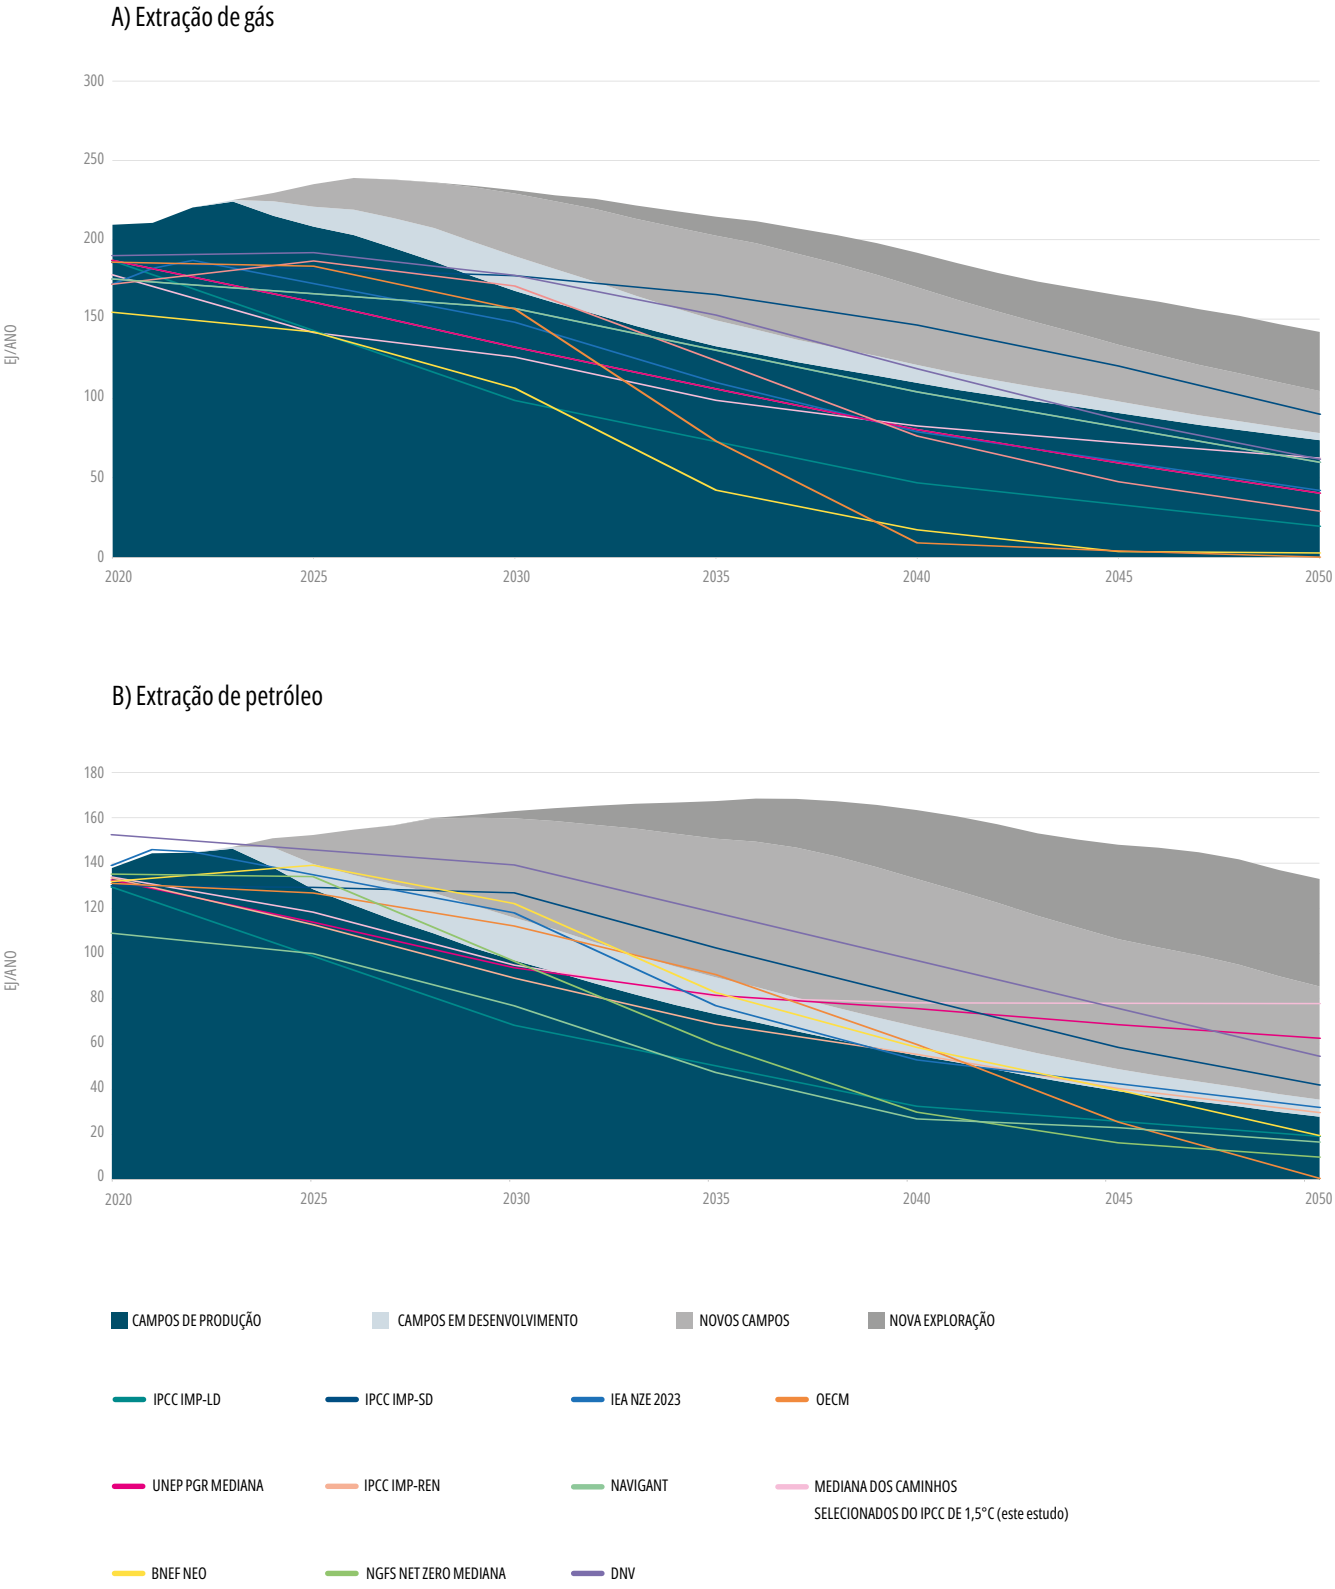 A) Extração de gás
300
250
200
150
100
50
0
EJ/ANO
2020 2025 2030 2035 2040 2045 2050
B) Extração de petróleo
180
160
140
120
100
80
60
40
20
0
EJ/ANO
2020 2025 2030 2035 2040 2045 2050
CAMPOS DE PRODUÇÃO CAMPOS EM DESENVOLVIMENTO NOVOS CAMPOS NOVA EXPLORAÇÃO
IPCC IMP-LD IPCC IMP-SD IEA NZE 2023 OECM
UNEP PGR MEDIANA IPCC IMP-REN NAVIGANT MEDIANA DOS CAMINHOS
SELECIONADOS DO IPCC DE 1,5°C (este estudo)
BNEF NEO NGFS NET ZERO MEDIANA DNV